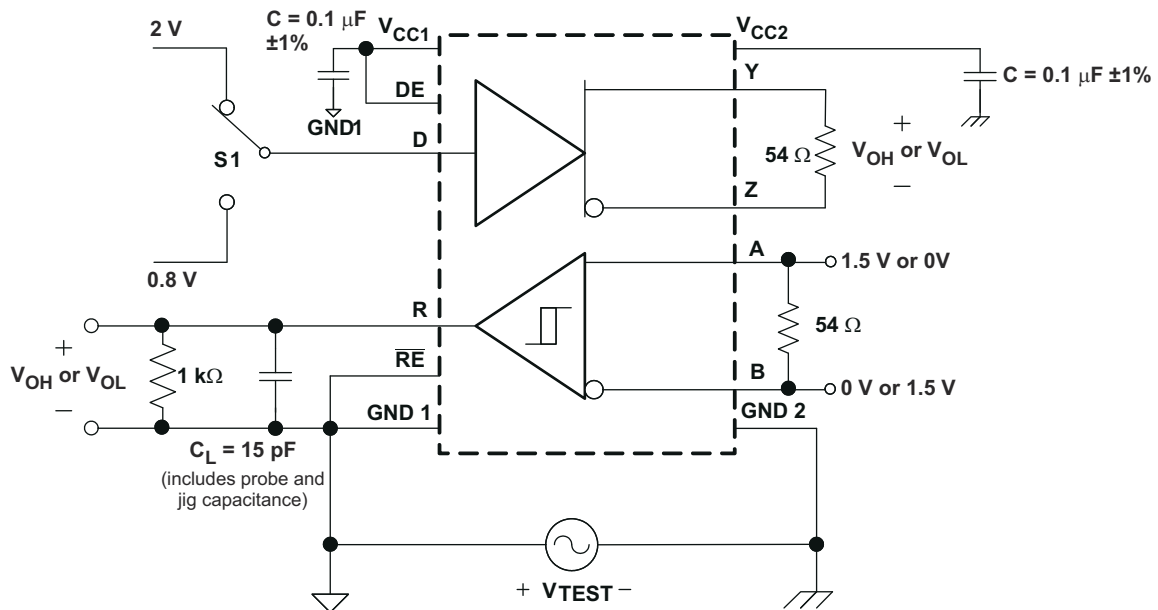 2 V
C = 0.1 μF
±1%
VCC1
VCC2
C = 0.1 μF ±1%
DE
GND1
Y
S1
D
54 Ω
+
VOH or VOL
−
Z
0.8 V
A
1.5 V or 0V
R
+
VOH or VOL
−
1 kΩ
RE
54 Ω
B
0 V or 1.5 V
GND 1
GND 2
CL = 15 pF
(includes probe and
jig capacitance)
+ VTEST −